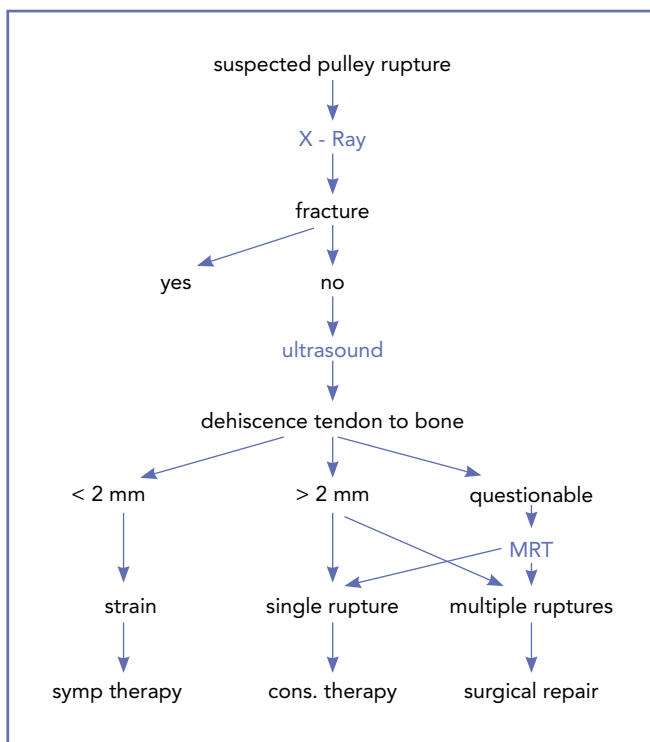 suspected pulley rupture
X - Ray
fracture
yes
no
ultrasound
dehiscence tendon to bone
< 2 mm
> 2 mm
questionable
MRT
strain
single rupture
multiple ruptures
symp therapy
cons. therapy
surgical repair